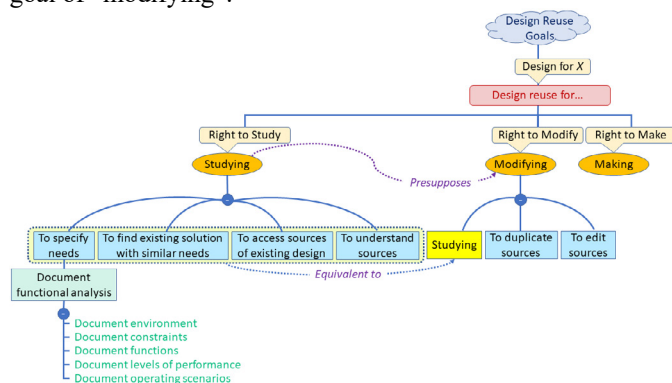 goal of "modifying".
Design Reuse
Goals
Design for X
Design reuse for...
Right to Study
Right to Modify
Right to Make
Studying
Modifying
Making
Presupposes
To specify
needs
To find existing solution
with similar needs
To access sources
of existing design
To understand
sources
Studying
To duplicate
sources
To edit
sources
Equivalent to
Document
functional analysis
Document environment
Document constraints
Document functions
Document levels of performance
Document operating scenarios